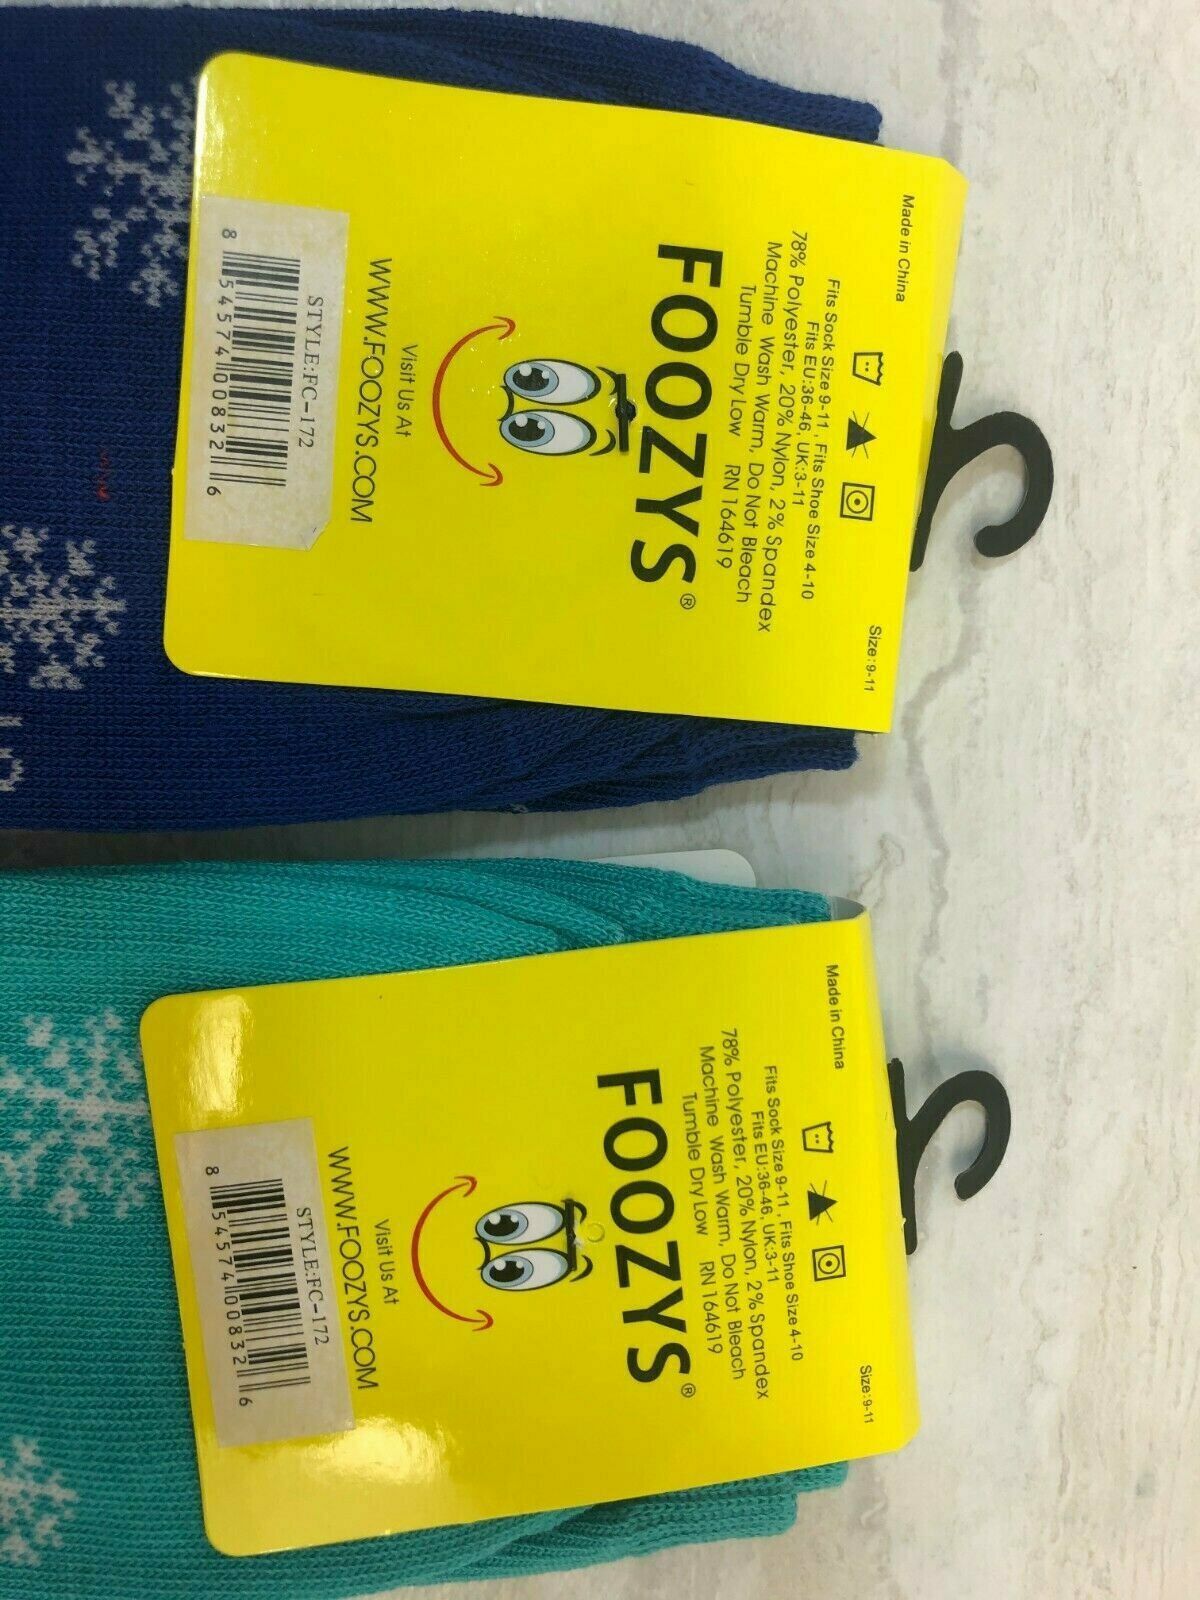 Made in China
Size:9-11
Fits Sock Size 9-11 , Fits Shoe Size 4-10
Fits EU:36-46, UK:3-11
78% Polyester, 20% Nylon, 2% Spandex
Machine Wash Warm, Do Not Bleach
Tumble Dry Low RN164619
FOOZYS®
Visit Us At
WWW.FOOZYS.COM
STYLE:FC-172
8 54574 00832 6
Made in China
Size:9-11
Fits Sock Size 9-11 , Fits Shoe Size 4-10
Fits EU:36-46, UK:3-11
78% Polyester, 20% Nylon, 2% Spandex
Machine Wash Warm, Do Not Bleach
Tumble Dry Low RN164619
FOOZYS®
Visit Us At
WWW.FOOZYS.COM
STYLE:FC-172
8 54574 00832 6